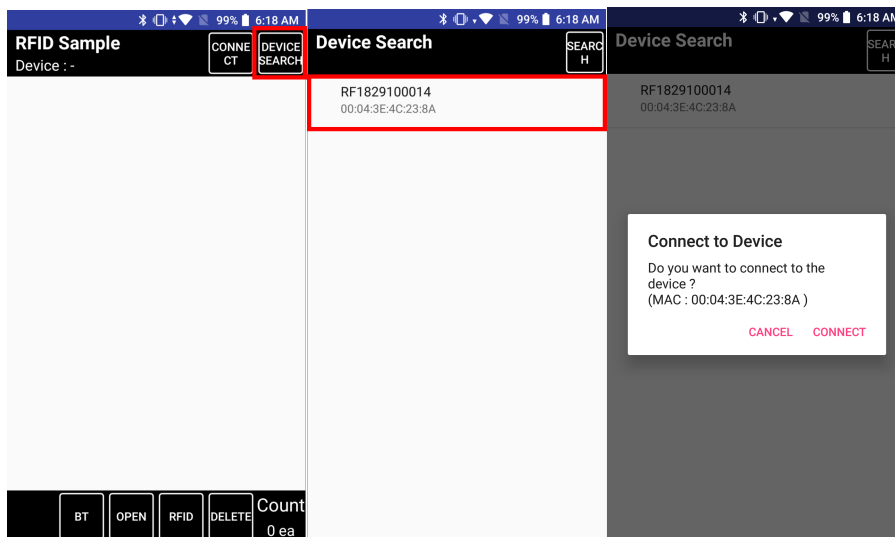 99% 6:18 AM
RFID Sample
Device : -
CONNE
CT
DEVICE
SEARCH
BT
OPEN
RFID
DELETE
Count
0 ea
99% 6:18 AM
Device Search
SEARC
H
RF1829100014
00:04:3E:4C:23:8A
99% 6:18 AM
Device Search
SEAR
H
RF1829100014
00:04:3E:4C:23:8A
Connect to Device
Do you want to connect to the
device ?
(MAC : 00:04:3E:4C:23:8A )
CANCEL CONNECT